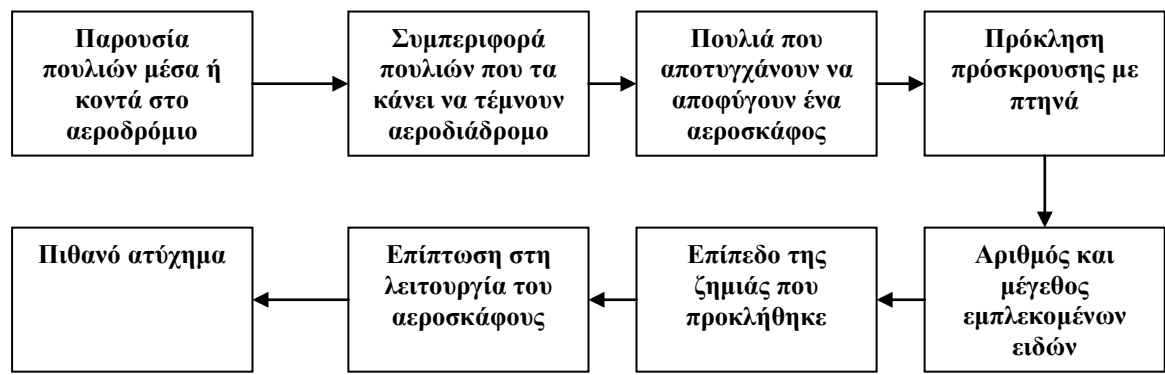 Παρουσία
πουλιών μέσα ή
κοντά στο
αεροδρόμιο
Συμπεριφορά
πουλιών που τα
κάνει να τέμνουν
αεροδιάδρομο
Πουλιά που
αποτυγχάνουν να
αποφύγουν ένα
αεροσκάφος
Πρόκληση
πρόσκρουσης με
πτηνά
Αριθμός και
μέγεθος
εμπλεκομένων
ειδών
Επίπεδο της
ζημιάς που
προκλήθηκε
Επίπτωση στη
λειτουργία του
αεροσκάφους
Πιθανό ατύχημα